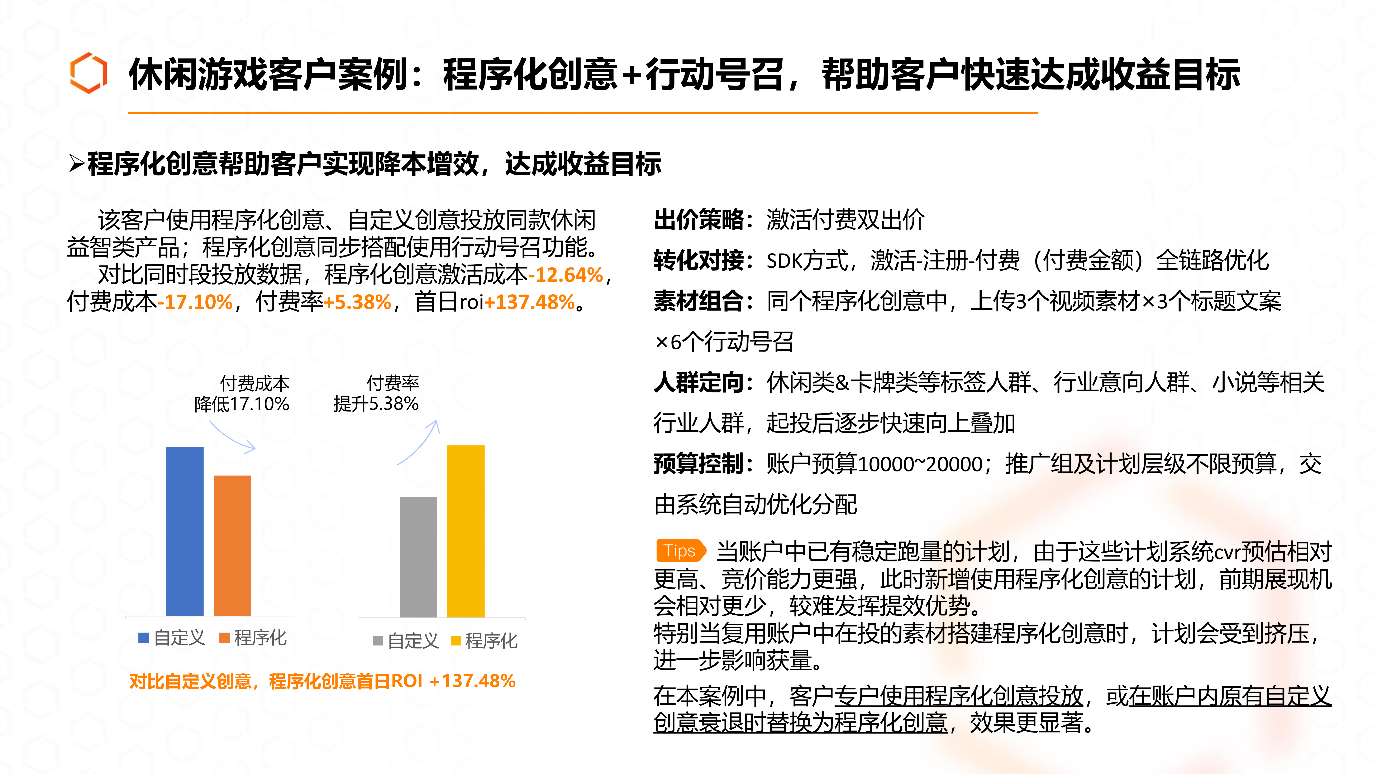 休闲游戏客户案例：程序化创意+行动号召，帮助客户快速达成收益目标
➢程序化创意帮助客户实现降本增效，达成收益目标
该客户使用程序化创意、自定义创意投放同款休闲
益智类产品；程序化创意同步搭配使用行动号召功能。
对比同时段投放数据，程序化创意激活成本-12.64%，
付费成本-17.10%，付费率+5.38%，首日roi+137.48%。
付费成本
降低17.10%
付费率
提升5.38%
自定义 程序化
自定义 程序化
对比自定义创意，程序化创意首日ROI +137.48%
出价策略：激活付费双出价
转化对接：SDK方式，激活-注册-付费（付费金额）全链路优化
素材组合：同个程序化创意中，上传3个视频素材×3个标题文案
×6个行动号召
人群定向：休闲类&卡牌类等标签人群、行业意向人群、小说等相关
行业人群，起投后逐步快速向上叠加
预算控制：账户预算10000~20000；推广组及计划层级不限预算，交
由系统自动优化分配
Tips 当账户中已有稳定跑量的计划，由于这些计划系统cvr预估相对
更高、竞价能力更强，此时新增使用程序化创意的计划，前期展现机
会相对更少，较难发挥提效优势。
特别当复用账户中在投的素材搭建程序化创意时，计划会受到挤压，
进一步影响获量。
在本案例中，客户专户使用程序化创意投放，或在账户内原有自定义
创意衰退时替换为程序化创意，效果更显著。